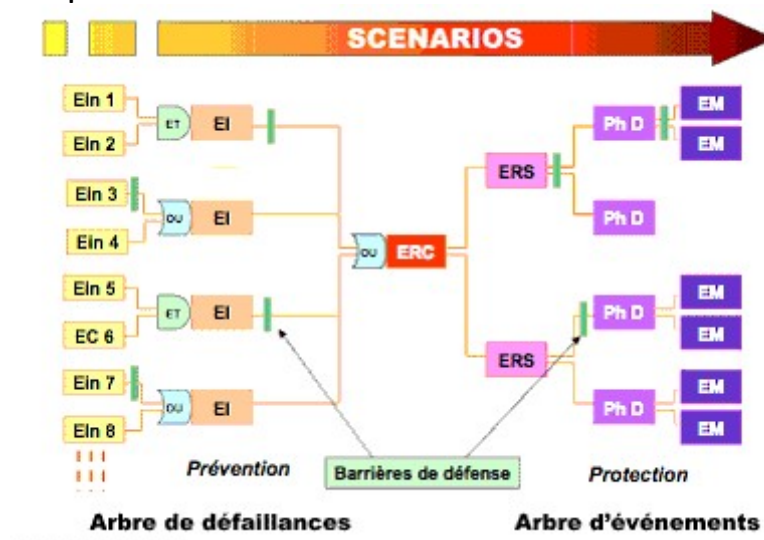 SCENARIOS
EIn 1
ET
EI
EIn 2
Ph D
EM
EM
ERS
EIn 3
OU
EI
EIn 4
Ph D
OU
ERC
EIn 5
ET
EI
EC 6
Ph D
EM
EM
ERS
EIn 7
OU
EI
EIn 8
Ph D
EM
EM
Prévention
Barrières de défense
Protection
Arbre de défaillances
Arbre d'événements